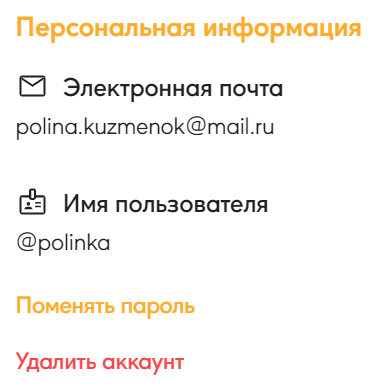 Персональная информация
Электронная почта
polina.kuzmenok@mail.ru
Имя пользователя
@polinka
Поменять пароль
Удалить аккаунт